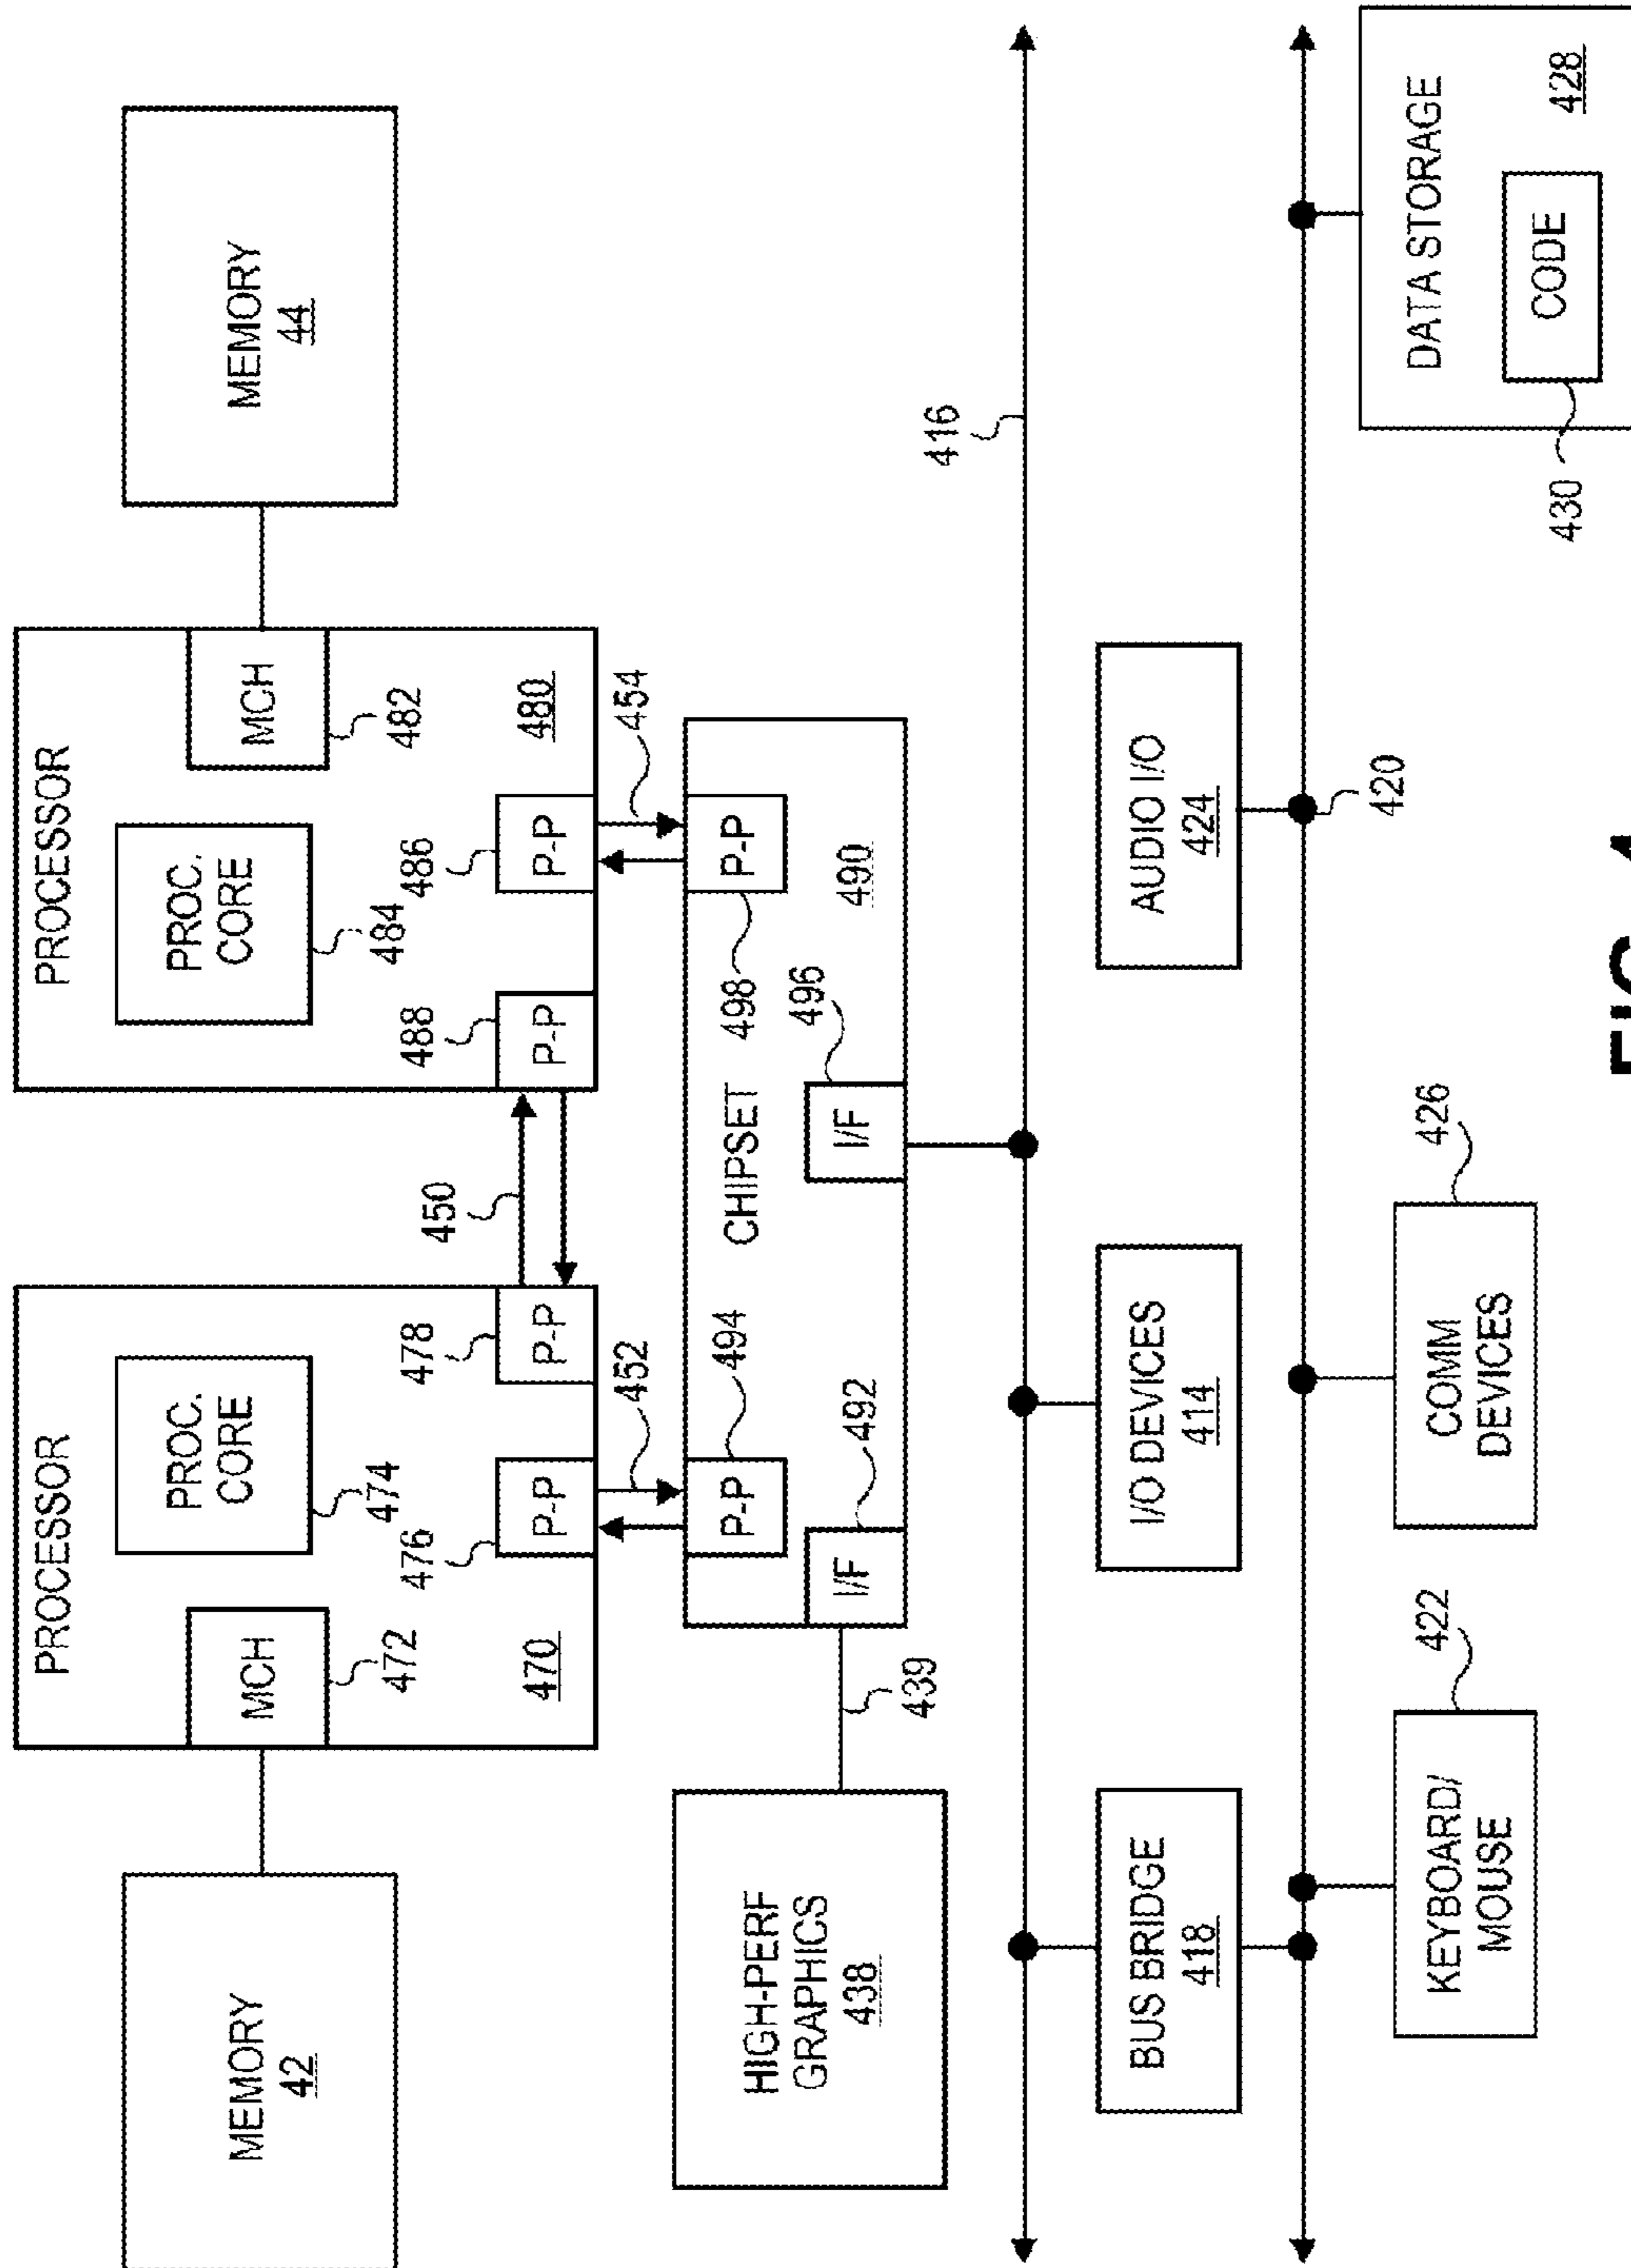 PROCESSOR
PROCESSOR
MEMORY
42
MCH
472
PROC.
CORE
474
470
476
P-P
478
P-P
450
488
P-P
PROC.
CORE
484
486
P-P
MCH
482
480
MEMORY
44
452
454
HIGH-PERF
GRAPHICS
438
439
P-P
494
I/F
492
CHIPSET
I/F
496
P-P
498
490
416
BUS BRIDGE
418
I/O DEVICES
414
AUDIO I/O
424
420
KEYBOARD/
MOUSE
422
COMM
DEVICES
426
DATA STORAGE
428
CODE
430